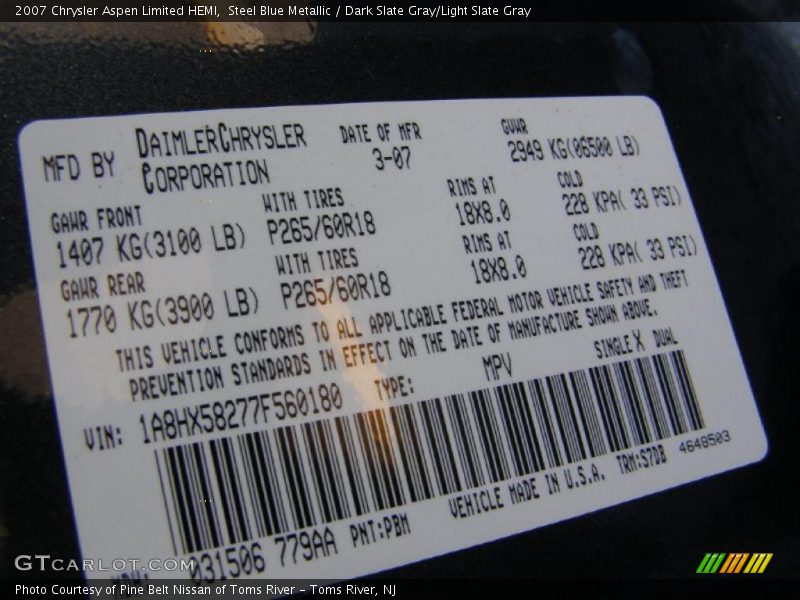 2007 Chrysler Aspen Limited HEMI, Steel Blue Metallic / Dark Slate Gray/Light Slate Gray
MFD BY DAIMLERCHRYSLER CORPORATION DATE OF MFR 3-07 GVWR 2949 KG(06500 LB)
GAWR FRONT WITH TIRES RIMS AT COLD
1407 KG(3100 LB) P265/60R18 18X8.0 228 KPA( 33 PSI)
GAWR REAR WITH TIRES RIMS AT COLD
1770 KG(3900 LB) P265/60R18 18X8.0 228 KPA( 33 PSI)
THIS VEHICLE CONFORMS TO ALL APPLICABLE FEDERAL MOTOR VEHICLE SAFETY AND THEFT
PREVENTION STANDARDS IN EFFECT ON THE DATE OF MANUFACTURE SHOWN ABOVE.
VIN: 1A8HX58277F560180 TYPE: MPV SINGLE X DUAL
031506 779AA PNT:PBM VEHICLE MADE IN U.S.A. TRM:S7DB 4648503
GTCARLOT.COM
Photo Courtesy of Pine Belt Nissan of Toms River - Toms River, NJ